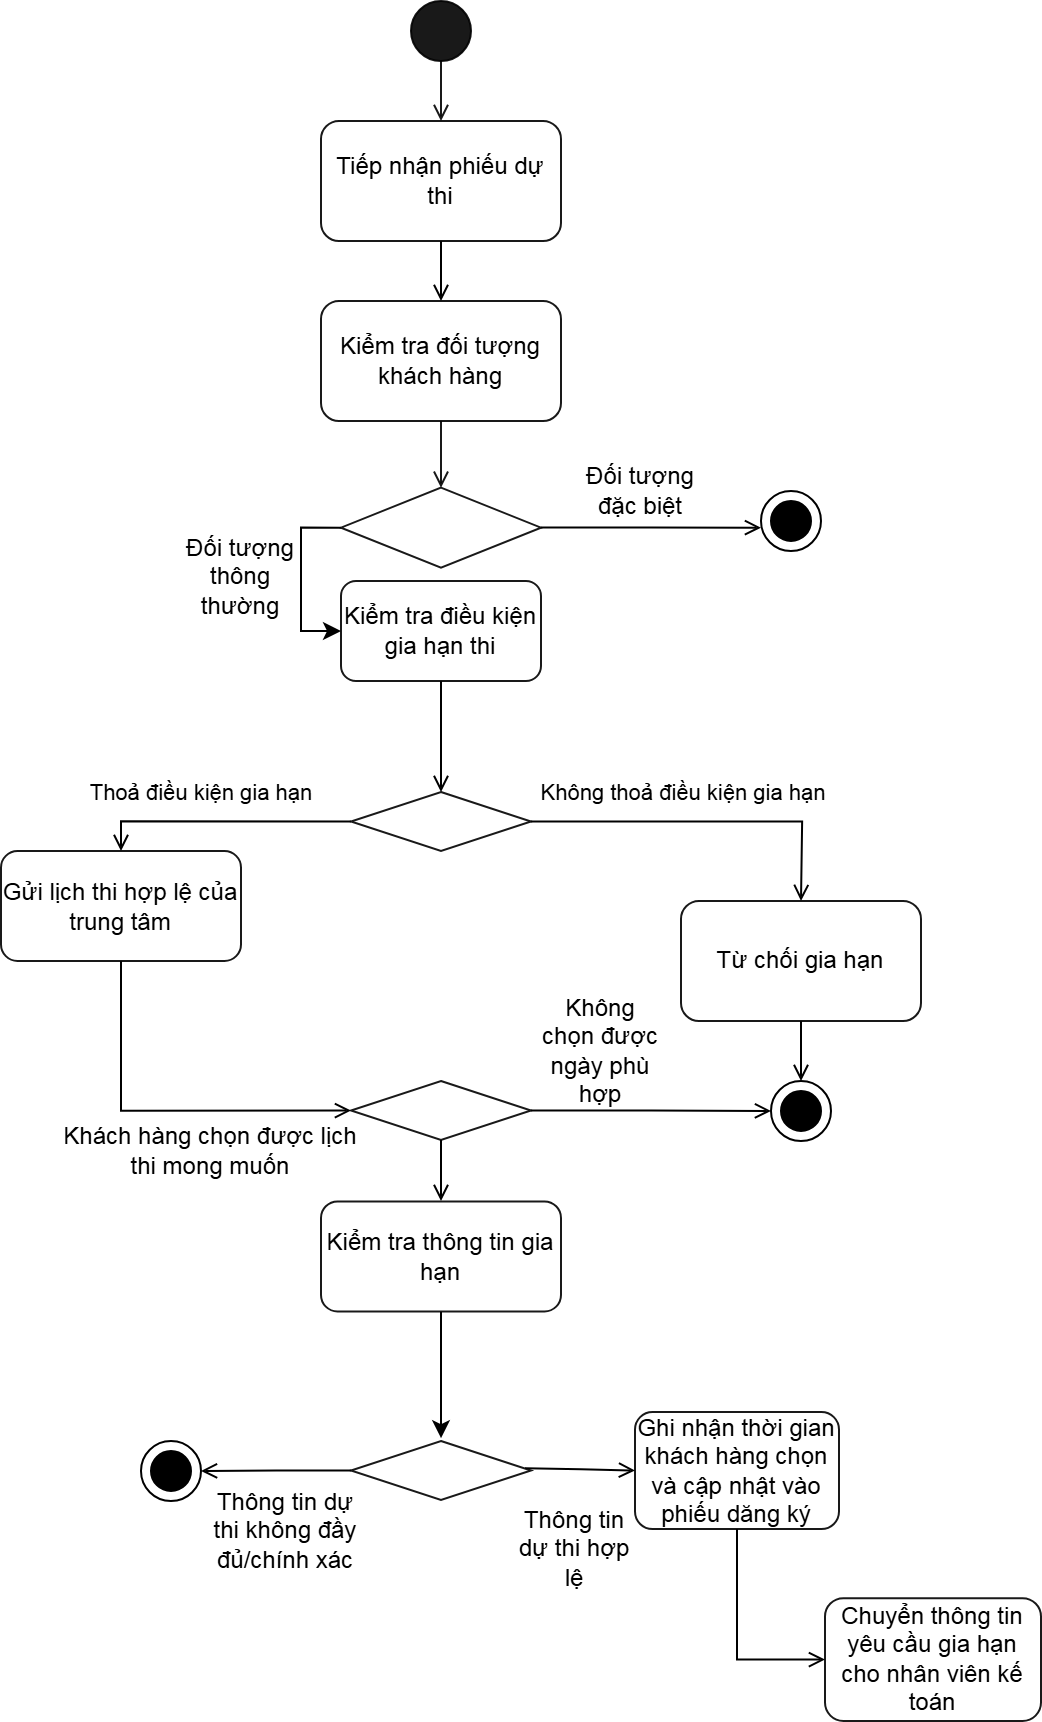 Tiếp nhận phiếu dự
thi
Kiểm tra đối tượng
khách hàng
Đối tượng
đặc biệt
Đối tượng
thông
thường
Kiểm tra điều kiện
gia hạn thi
Thoả điều kiện gia hạn
Không thoả điều kiện gia hạn
Gửi lịch thi hợp lệ của
trung tâm
Từ chối gia hạn
Không
chọn được
ngày phù
hợp
Khách hàng chọn được lịch
thi mong muốn
Kiểm tra thông tin gia
hạn
Ghi nhận thời gian
khách hàng chọn
và cập nhật vào
phiếu dăng ký
Thông tin dự
thi không đầy
đủ/chính xác
Thông tin
dự thi hợp
lệ
Chuyển thông tin
yêu cầu gia hạn
cho nhân viên kế
toán